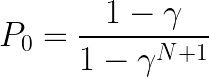 P_0 = \frac{1 - \gamma}{1 - \gamma^{N+1}}